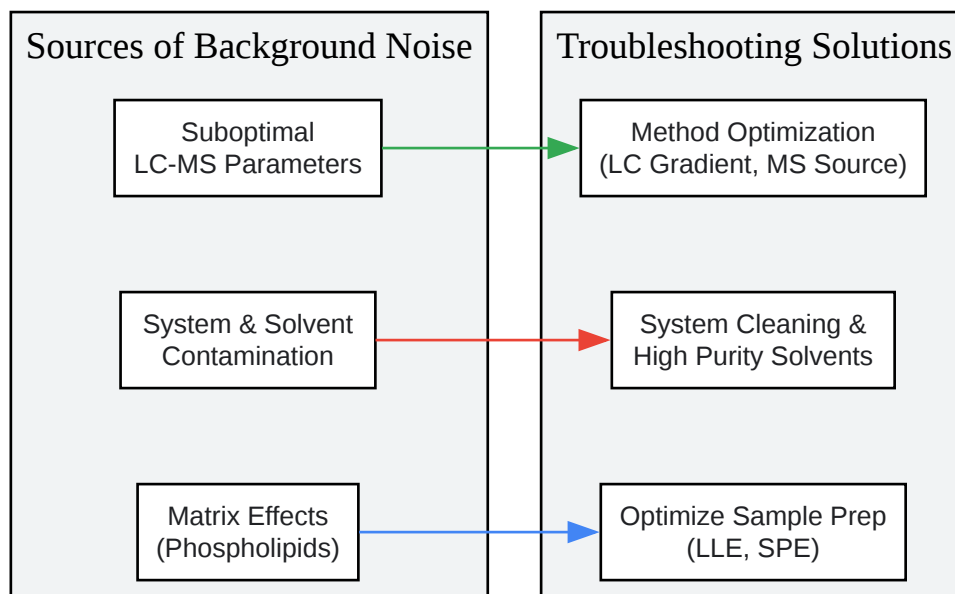 Sources of Background Noise
Troubleshooting Solutions
Suboptimal
LC-MS Parameters
Method Optimization
(LC Gradient, MS Source)
System & Solvent
Contamination
System Cleaning &
High Purity Solvents
Matrix Effects
(Phospholipids)
Optimize Sample Prep
(LLE, SPE)